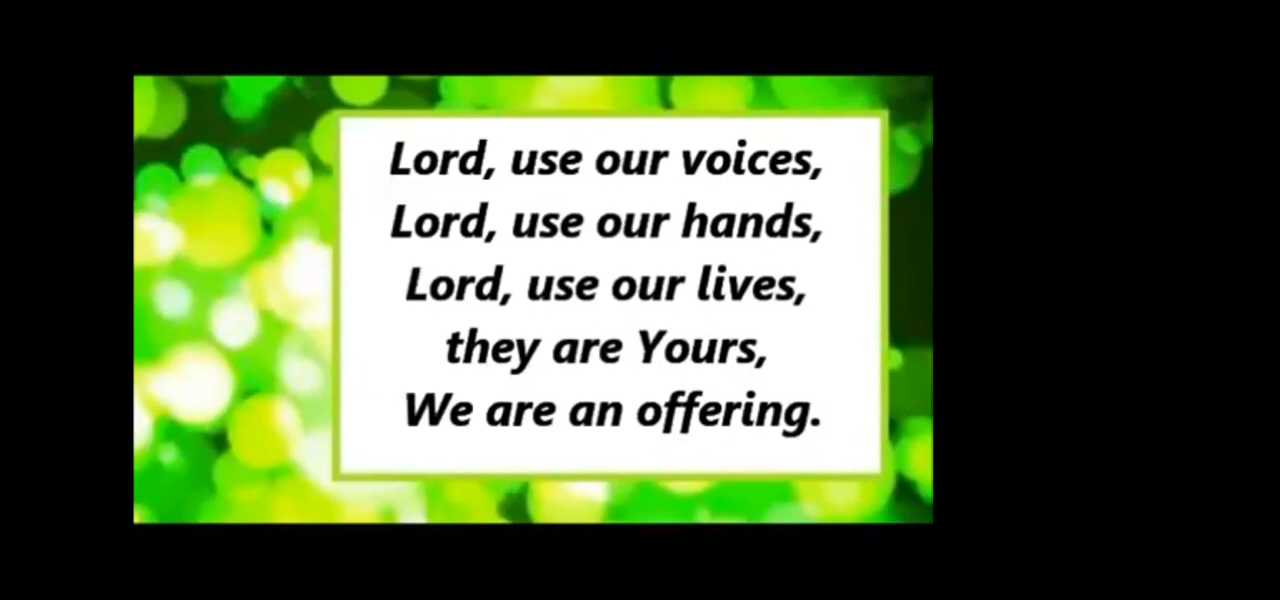 Lord, use our voices,
Lord, use our hands,
Lord, use our lives,
they are Yours,
We are an offering.